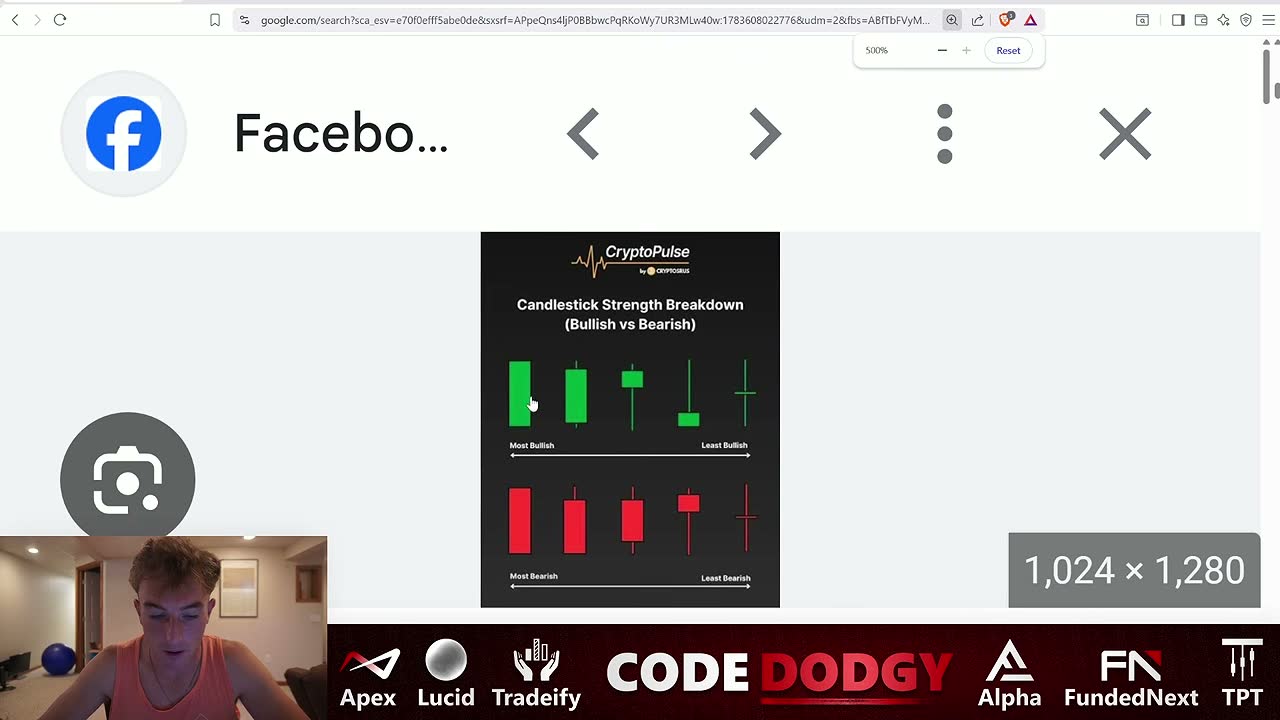 google.com/search?sca_esv=e70f0efff5abe0de&sxsrf=APpeQns4ljP0BBbwcPqRKoWy7UR3MLw40w:1783608022776&udm=2&fbs=ABfTbFVyM...
500%
Reset
Facebo...
CryptoPulse
by CRYPTOSRUS
Candlestick Strength Breakdown
(Bullish vs Bearish)
Most Bullish
Least Bullish
Most Bearish
Least Bearish
1,024 × 1,280
Apex
Lucid
Tradeify
CODE DODGY
Alpha
FN
FundedNext
TPT